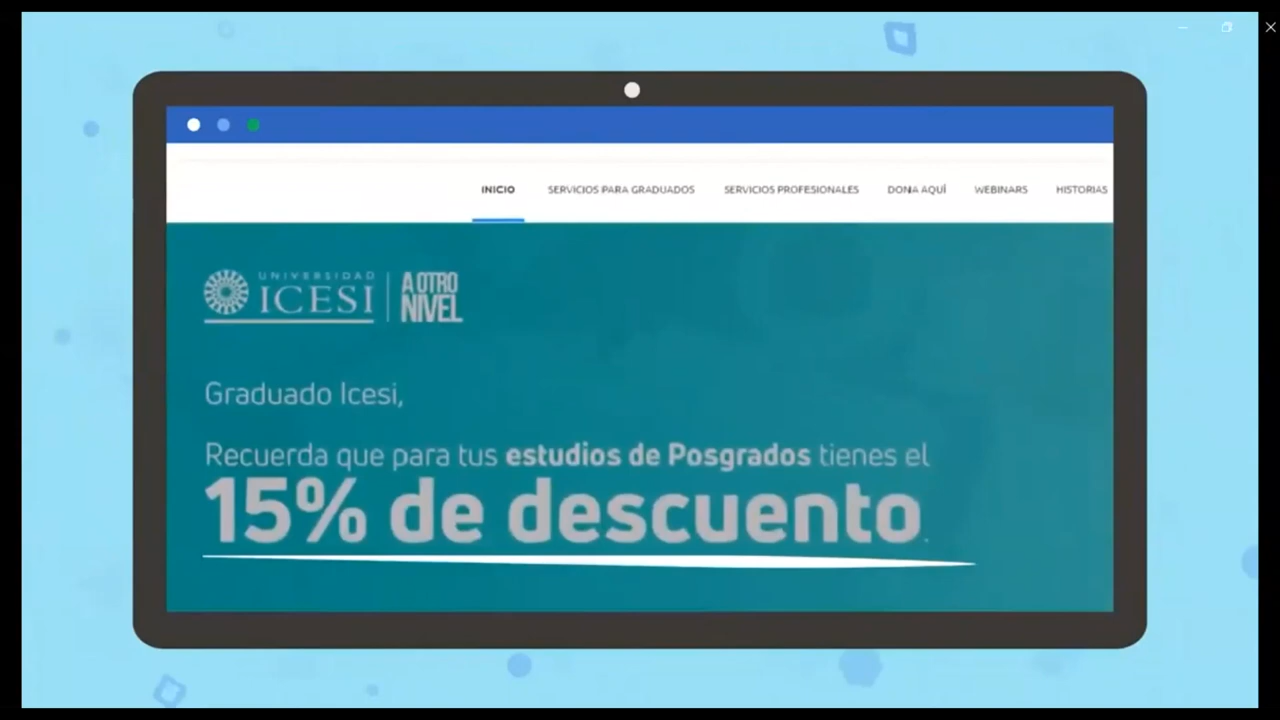 INICIO SERVICIOS PARA GRADUADOS SERVICIOS PROFESIONALES DONA AQUÍ WEBINARS HISTORIAS
UNIVERSIDAD
ICESI
A OTRO
NIVEL
Graduado Icesi,
Recuerda que para tus estudios de Posgrados tienes el
15% de descuento.